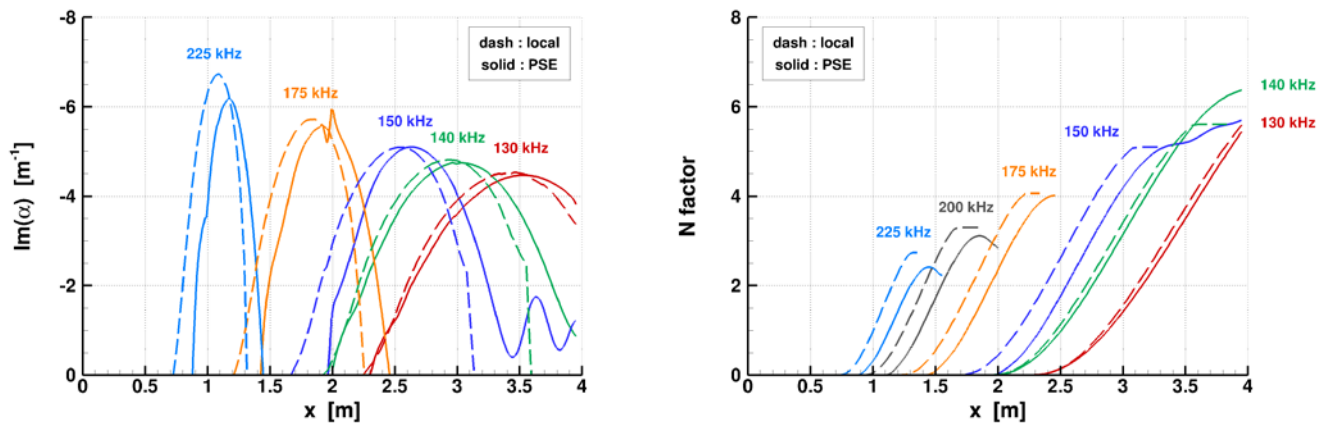 -8
-6
-4
-2
0
Im(α) [m⁻¹]
225 kHz
175 kHz
150 kHz
140 kHz
130 kHz
dash : local
solid : PSE
0 0.5 1 1.5 2 2.5 3 3.5 4
x [m]
8
6
4
2
0
N factor
dash : local
solid : PSE
140 kHz
130 kHz
150 kHz
175 kHz
200 kHz
225 kHz
0 0.5 1 1.5 2 2.5 3 3.5 4
x [m]